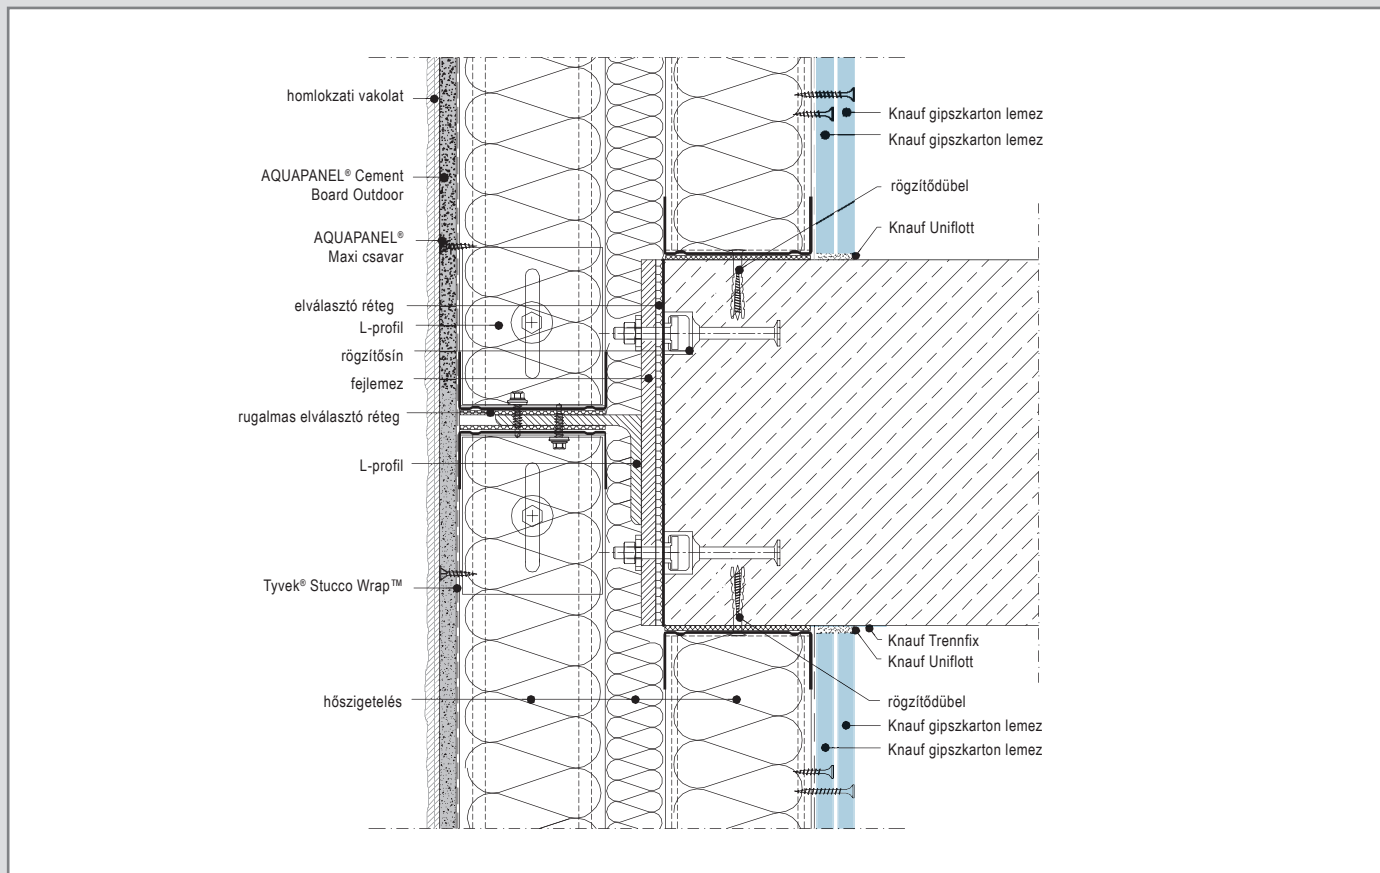 homlokzati vakolat
AQUAPANEL® Cement
Board Outdoor
AQUAPANEL®
Maxi csavar
elválasztó réteg
L-profil
rögzítősín
fejlemez
rugalmas elválasztó réteg
L-profil
Tyvek® Stucco Wrap™
hőszigetelés
Knauf gipszkarton lemez
Knauf gipszkarton lemez
rögzítődübel
Knauf Uniflott
Knauf Trennfix
Knauf Uniflott
rögzítődübel
Knauf gipszkarton lemez
Knauf gipszkarton lemez